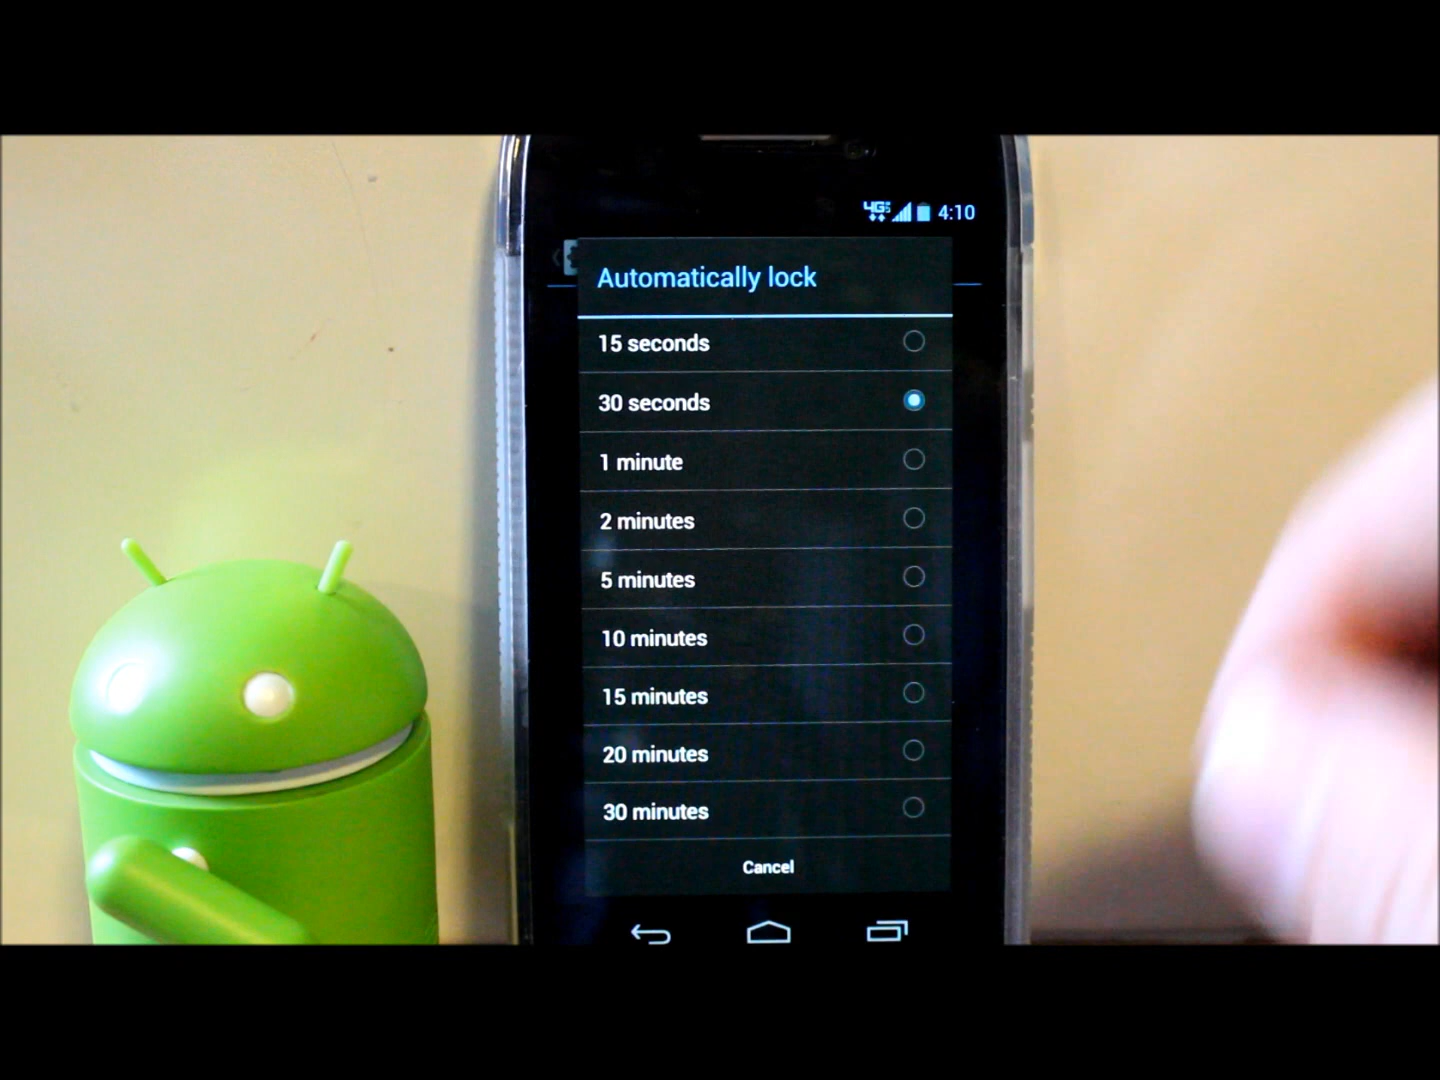 4G 4:10
Automatically lock
15 seconds
30 seconds
1 minute
2 minutes
5 minutes
10 minutes
15 minutes
20 minutes
30 minutes
Cancel